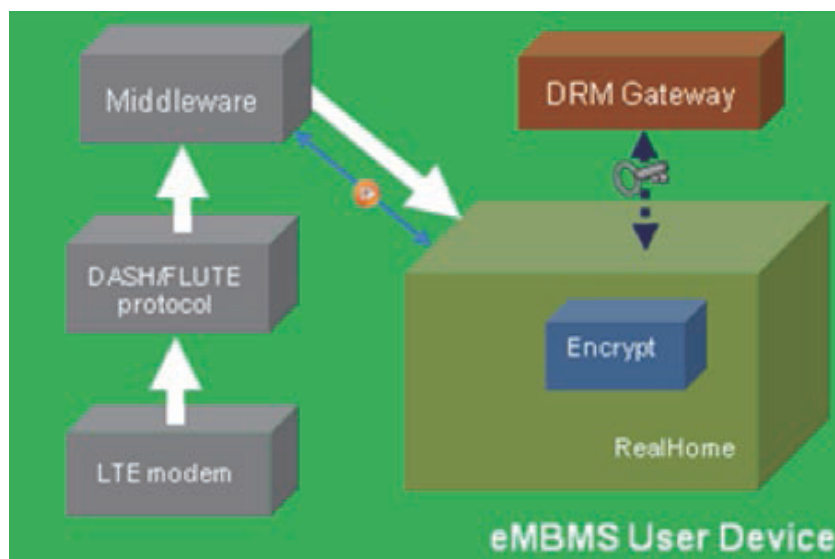 Middleware
DRM Gateway
DASH/FLUTE
protocol
Encrypt
RealHome
LTE modem
eMBMS User Device